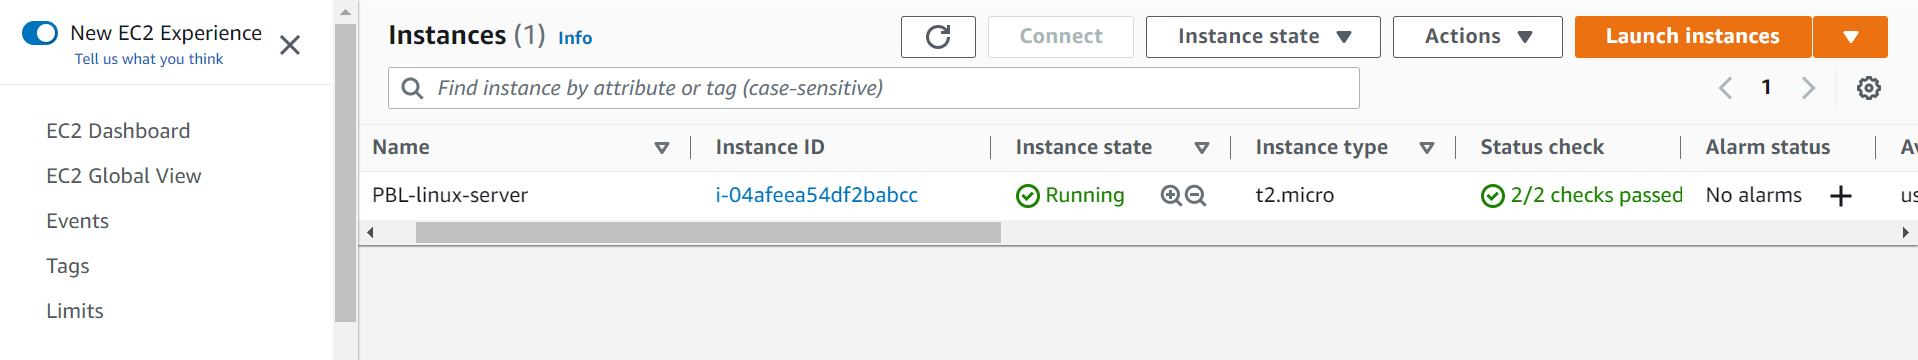 New EC2 Experience
Tell us what you think
EC2 Dashboard
EC2 Global View
Events
Tags
Limits
Instances (1) Info
Connect
Instance state
Actions
Launch instances
Find instance by attribute or tag (case-sensitive)
1
Name Instance ID Instance state Instance type Status check Alarm status Av
PBL-linux-server i-04afeea54df2babcc Running t2.micro 2/2 checks passed No alarms us